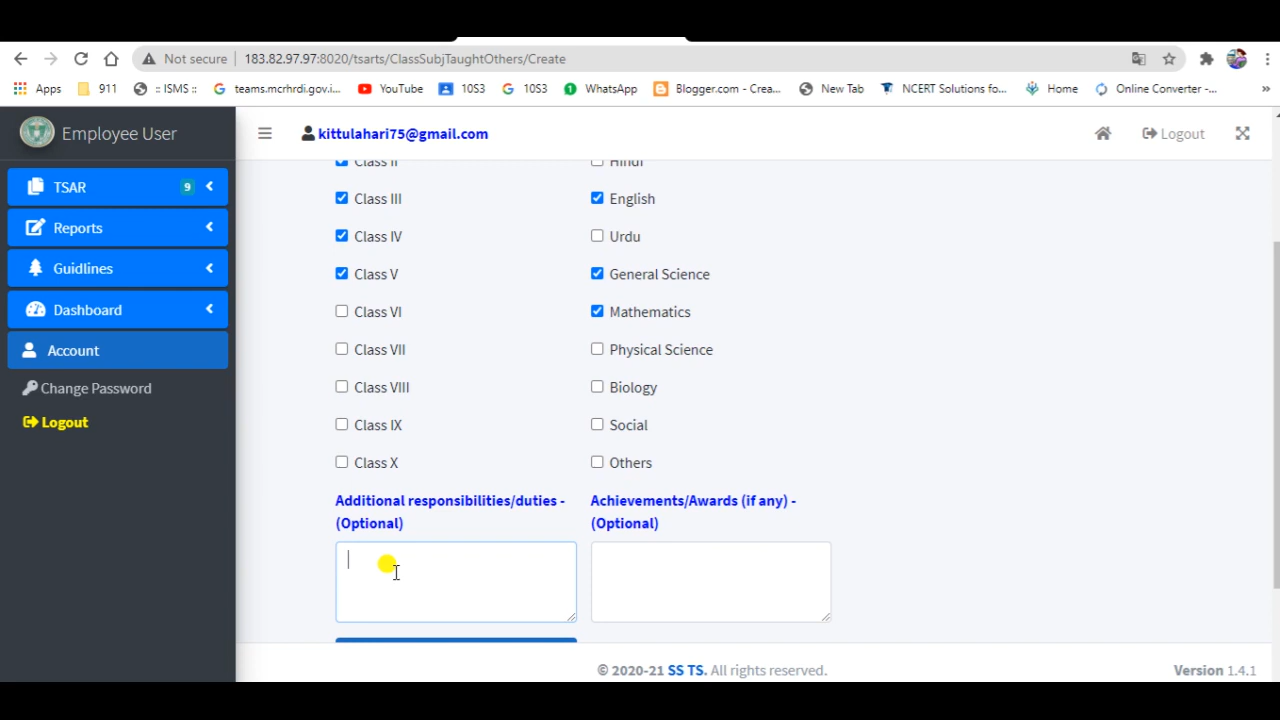 Not secure | 183.82.97.97:8020/tsarts/ClassSubjTaughtOthers/Create
Apps 911 :: ISMS :: teams.mcrhrdi.gov.i... YouTube 10S3 10S3 WhatsApp Blogger.com - Crea... New Tab NCERT Solutions fo... Home Online Converter -... »
Employee User
kittulahari75@gmail.com
Logout
TSAR 9
Reports
Guidlines
Dashboard
Account
Change Password
Logout
Class II Hindi
Class III English
Class IV Urdu
Class V General Science
Class VI Mathematics
Class VII Physical Science
Class VIII Biology
Class IX Social
Class X Others
Additional responsibilities/duties -
(Optional)
Achievements/Awards (if any) -
(Optional)
© 2020-21 SS TS. All rights reserved.
Version 1.4.1